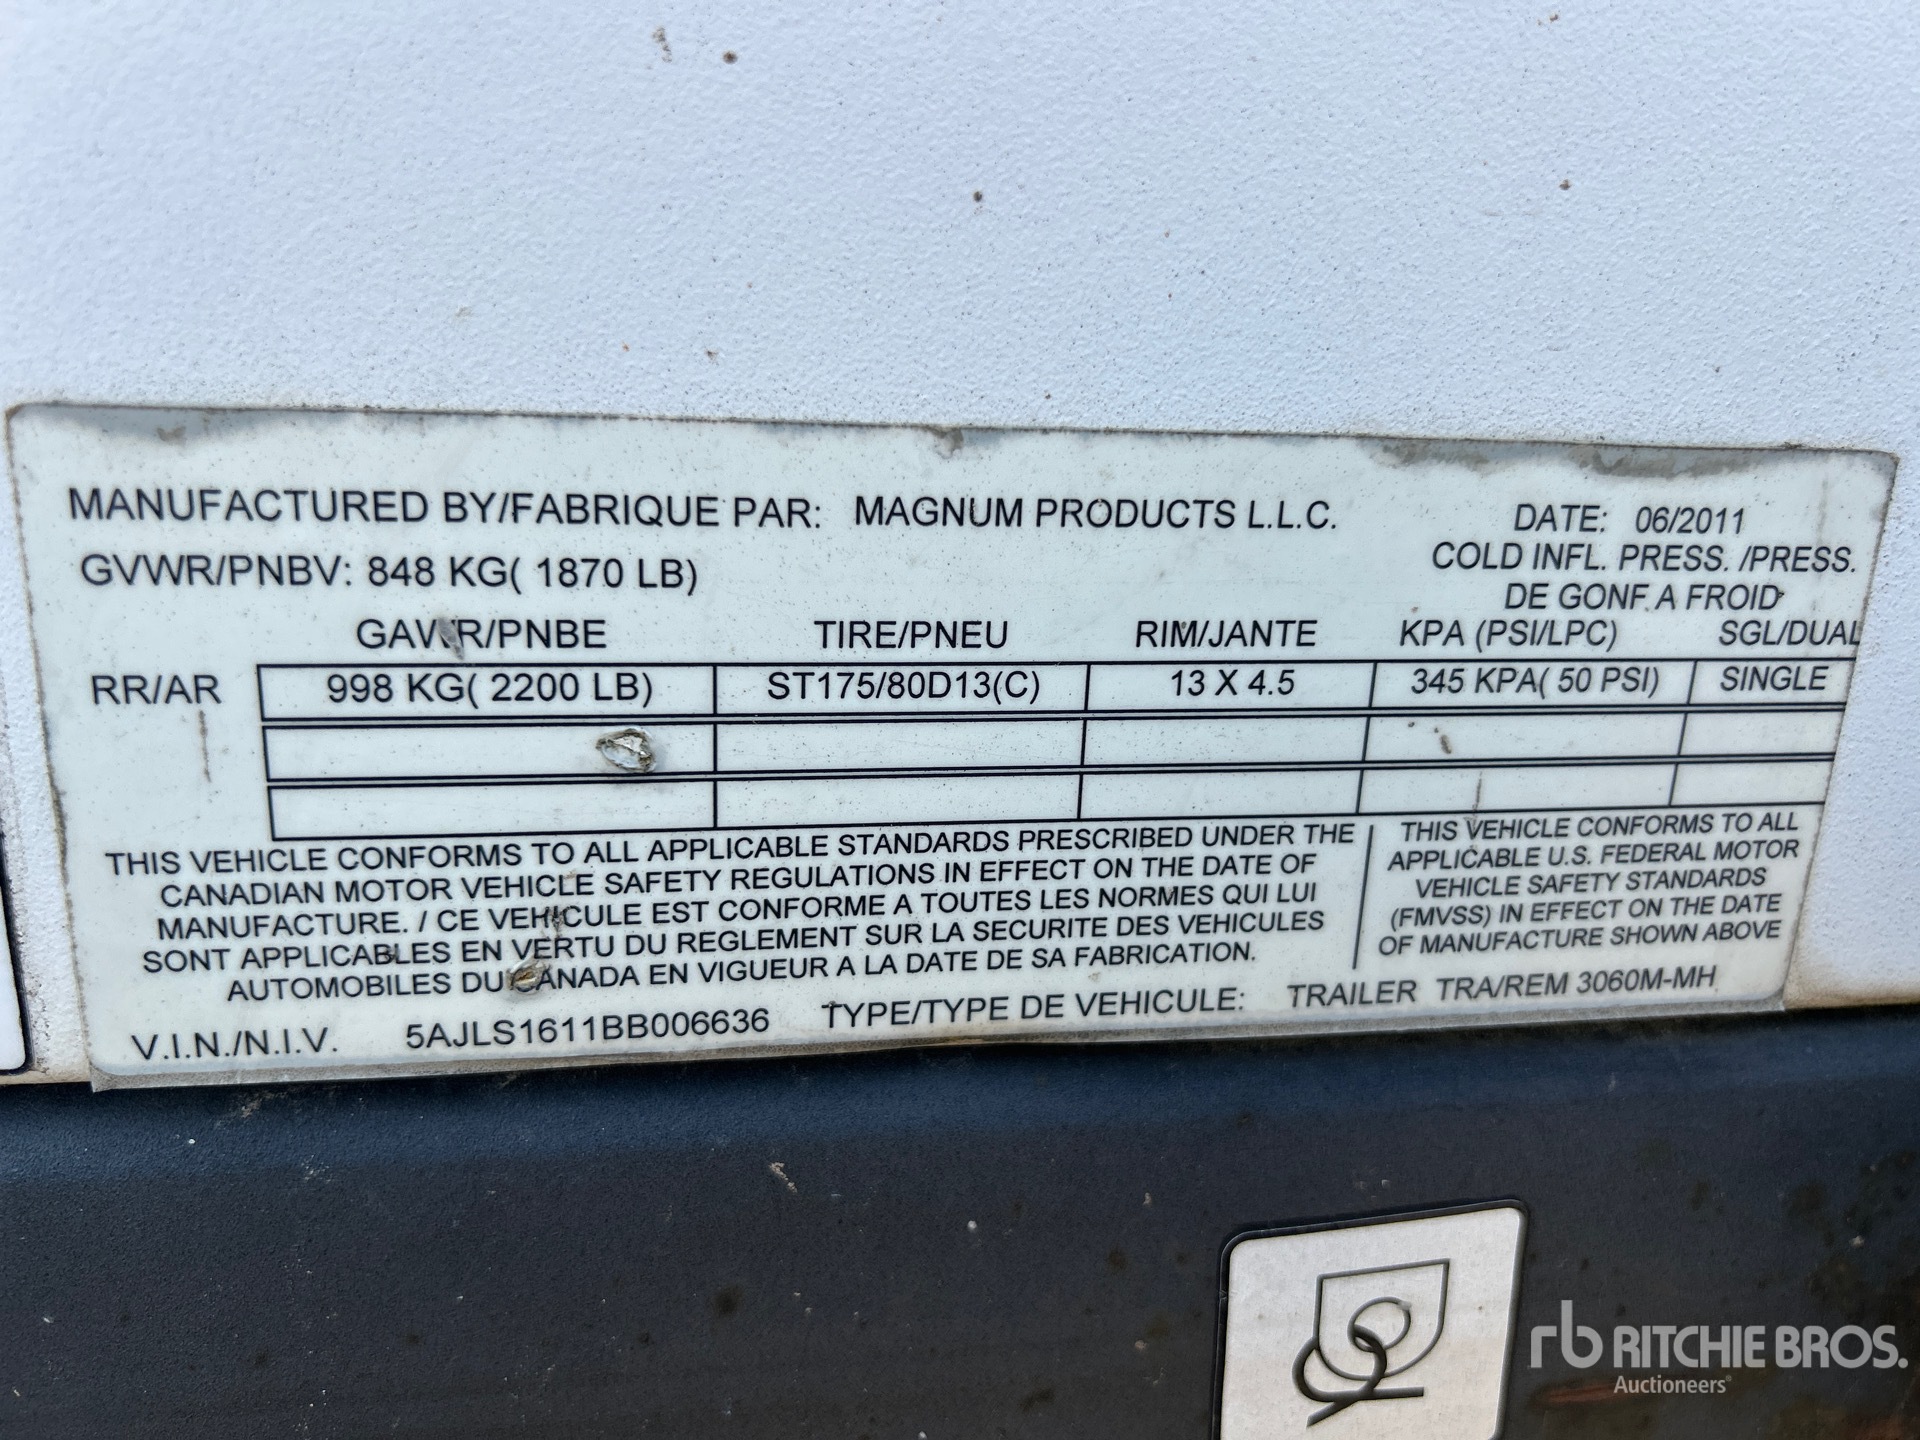 MANUFACTURED BY/FABRIQUE PAR: MAGNUM PRODUCTS L.L.C.
DATE: 06/2011
GVWR/PNBV: 848 KG( 1870 LB)
COLD INFL. PRESS. /PRESS.
DE GONF. A FROID
GAWR/PNBE TIRE/PNEU RIM/JANTE KPA (PSI/LPC) SGL/DUAL
RR/AR 998 KG( 2200 LB) ST175/80D13(C) 13 X 4.5 345 KPA( 50 PSI) SINGLE
THIS VEHICLE CONFORMS TO ALL APPLICABLE STANDARDS PRESCRIBED UNDER THE
CANADIAN MOTOR VEHICLE SAFETY REGULATIONS IN EFFECT ON THE DATE OF
MANUFACTURE. / CE VEHICULE EST CONFORME A TOUTES LES NORMES QUI LUI
SONT APPLICABLES EN VERTU DU REGLEMENT SUR LA SECURITE DES VEHICULES
AUTOMOBILES DU CANADA EN VIGUEUR A LA DATE DE SA FABRICATION.
THIS VEHICLE CONFORMS TO ALL
APPLICABLE U.S. FEDERAL MOTOR
VEHICLE SAFETY STANDARDS
(FMVSS) IN EFFECT ON THE DATE
OF MANUFACTURE SHOWN ABOVE
V.I.N./N.I.V. 5AJLS1611BB006636 TYPE/TYPE DE VEHICULE: TRAILER TRA/REM 3060M-MH
rb RITCHIE BROS.
Auctioneers